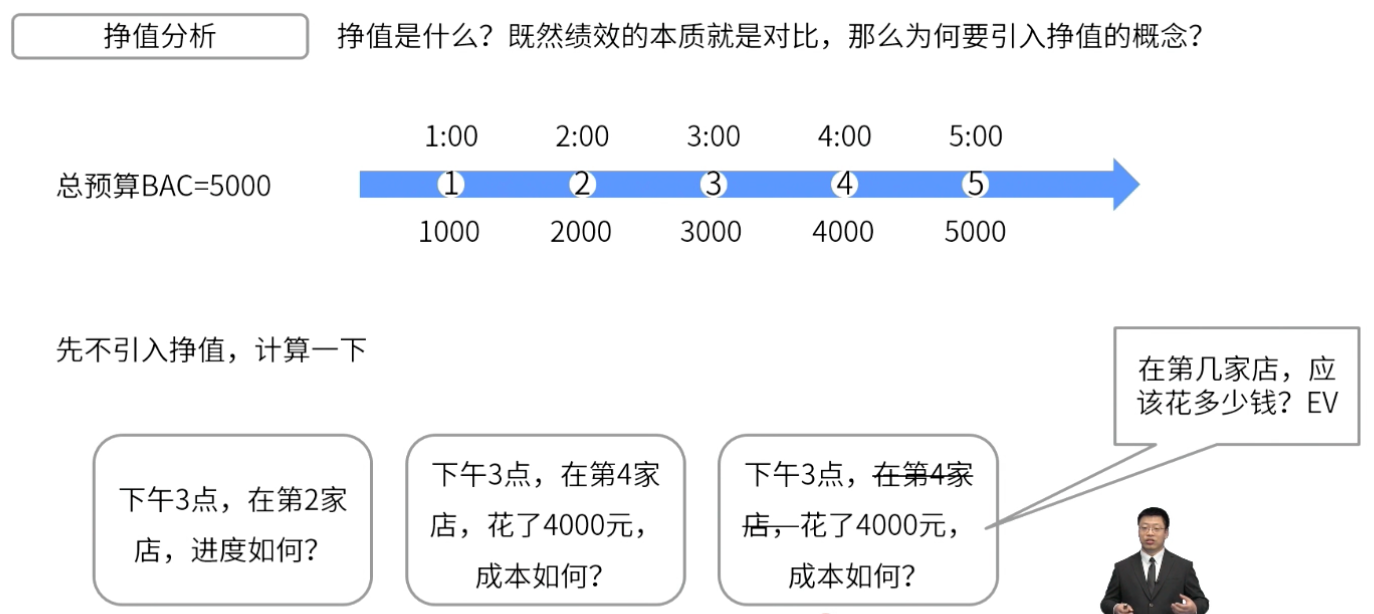 挣值分析
挣值是什么？既然绩效的本质就是对比，那么为何要引入挣值的概念？
1:00 2:00 3:00 4:00 5:00
总预算BAC=5000
1 2 3 4 5
1000 2000 3000 4000 5000
先不引入挣值，计算一下
在第几家店，应
该花多少钱？EV
下午3点，在第2家
店，进度如何？
下午3点，在第4家
店，花了4000元，
成本如何？
下午3点，在第4家
店，花了4000元，
成本如何？